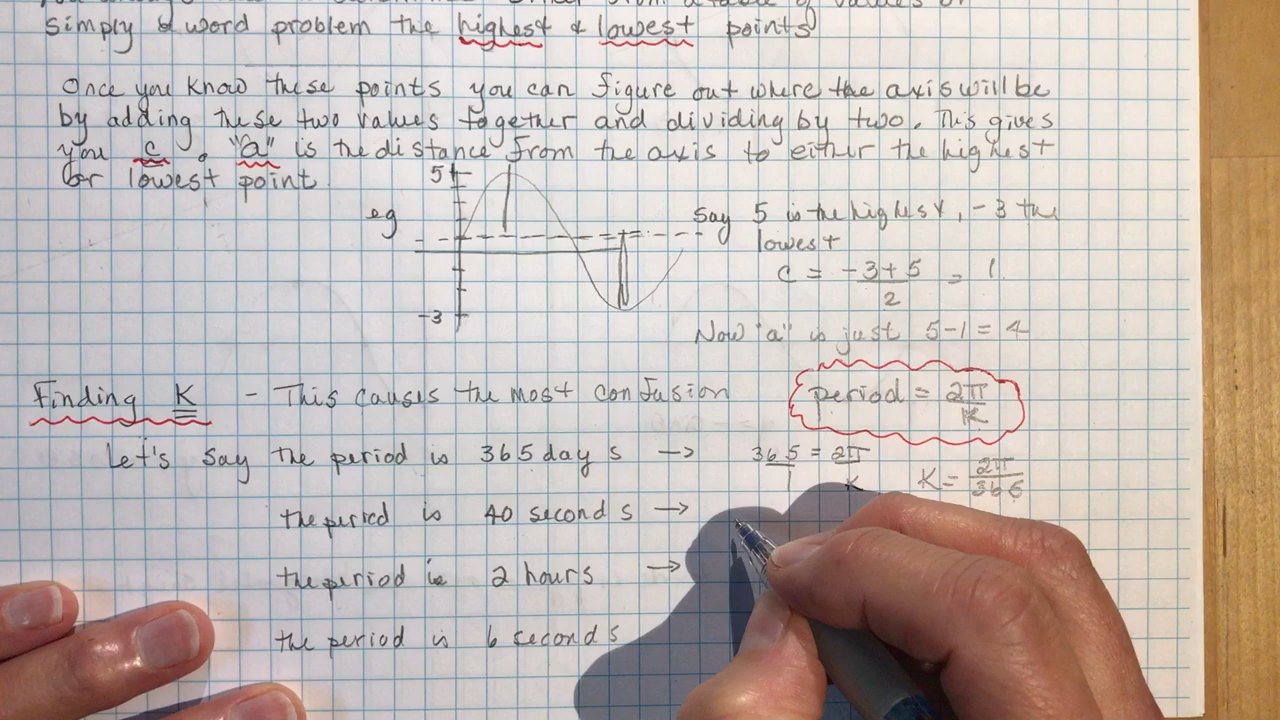 simply & word problem the highest & lowest points
Once you know these points you can figure out where the axis will be
by adding these two values together and dividing by two. This gives
you c. "a" is the distance from the axis to either the highest
or lowest point.
5
eg
-3
Say 5 is the highest, -3 the
lowest
c = -3+5 / 2 = 1.
Now "a" is just 5-1 = 4
Finding K - This causes the most confusion
period = 2π / K
Let's say the period is 365 days → 365 / 1 = 2π / K K = 2π / 365
the period is 40 seconds →
the period is 2 hours →
the period is 6 seconds